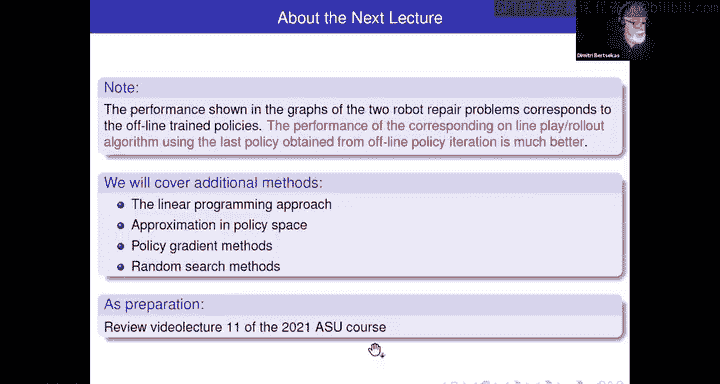 About the Next Lecture
Dimitri Bertsekas
Note:
The performance shown in the graphs of the two robot repair problems corresponds to
the off-line trained policies. The performance of the corresponding on line play/rollout
algorithm using the last policy obtained from off-line policy iteration is much better.
We will cover additional methods:
The linear programming approach
Approximation in policy space
Policy gradient methods
Random search methods
As preparation:
Review videolecture 11 of the 2021 ASU course